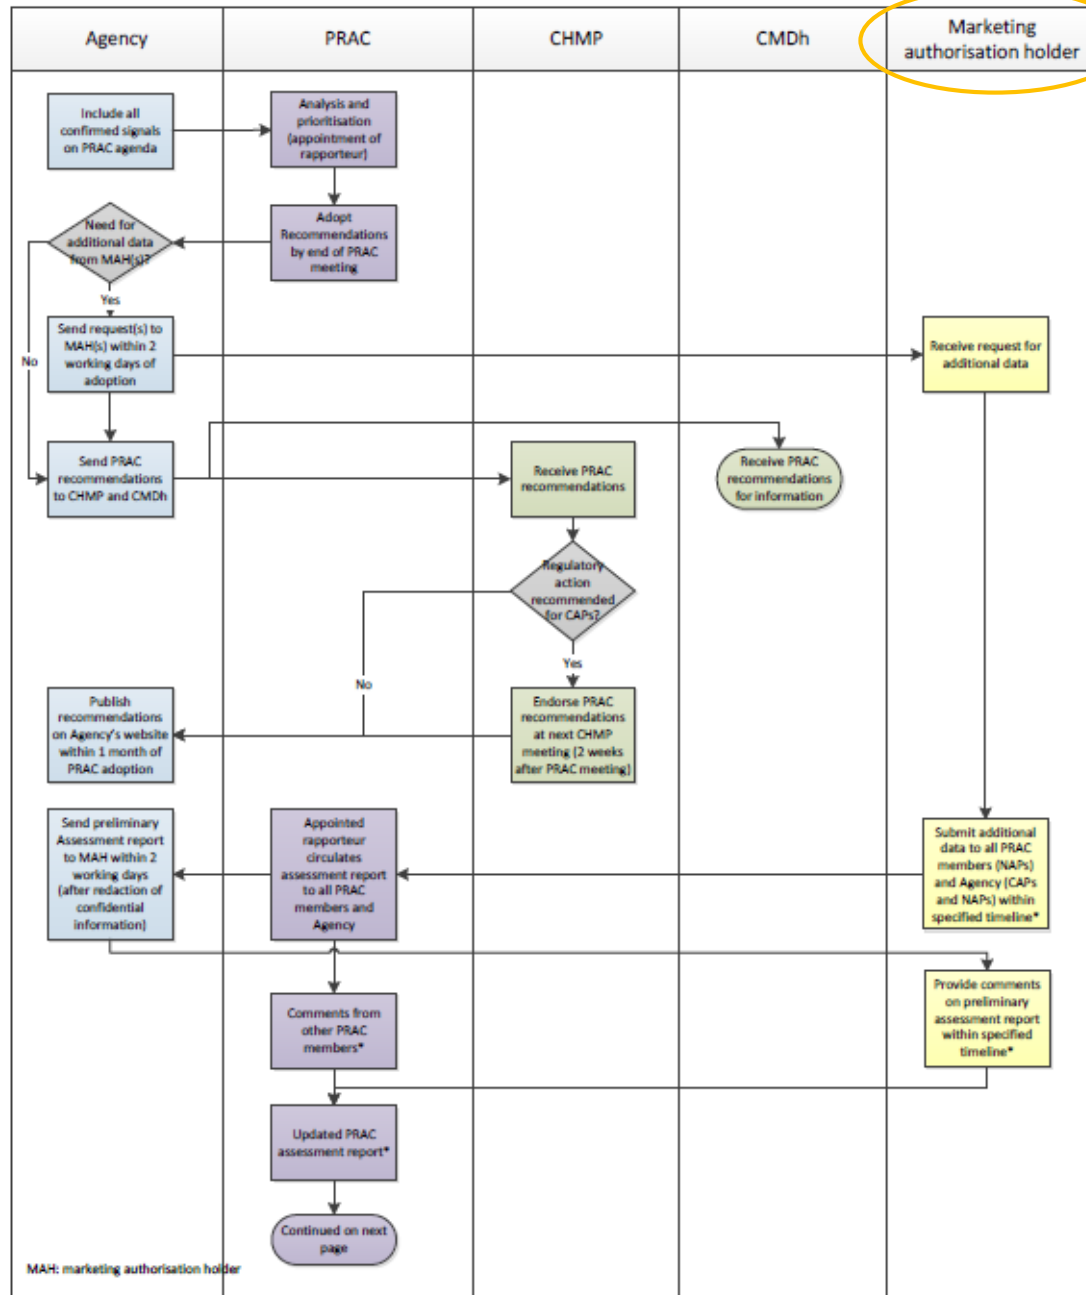 Agency
PRAC
CHMP
CMDh
Marketing
authorisation holder
Include all
confirmed signals
on PRAC agenda
Analysis and
prioritisation
(appointment of
rapporteur)
Need for
additional data
from MAH(s)?
Adopt
Recommendations
by end of PRAC
meeting
Yes
No
Send request(s) to
MAH(s) within 2
working days of
adoption
Receive request for
additional data
Send PRAC
recommendations
to CHMP and CMDh
Receive PRAC
recommendations
Receive PRAC
recommendations
for information
Regulatory
action
recommended
for CAPs?
Yes
No
Publish
recommendations
on Agency's website
within 1 month of
PRAC adoption
Endorse PRAC
recommendations
at next CHMP
meeting (2 weeks
after PRAC meeting)
Send preliminary
Assessment report
to MAH within 2
working days
(after redaction of
confidential
information)
Appointed
rapporteur
circulates
assessment report
to all PRAC
members and
Agency
Submit additional
data to all PRAC
members (NAPs)
and Agency (CAPs
and NAPs) within
specified timeline*
Comments from
other PRAC
members*
Provide comments
on preliminary
assessment report
within specified
timeline*
Updated PRAC
assessment report*
Continued on next
page
MAH: marketing authorisation holder